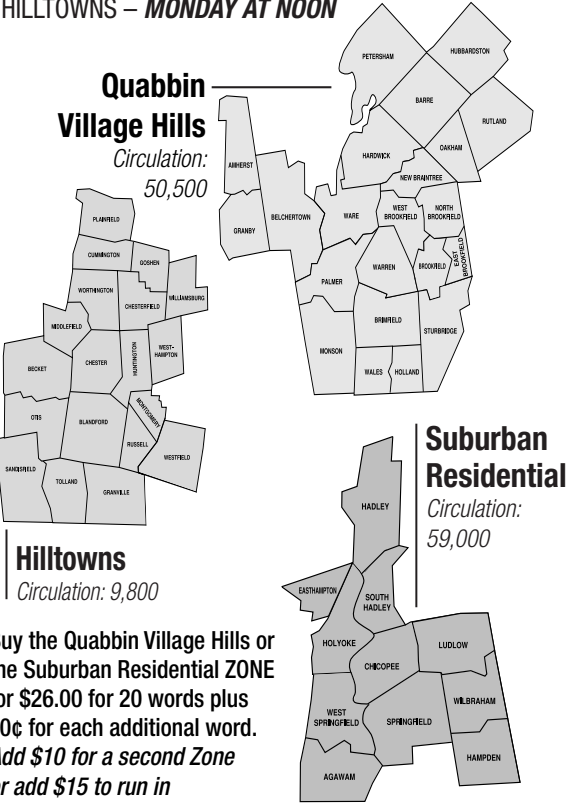 HILLTOWNS – MONDAY AT NOON
Quabbin
Village Hills
Circulation:
50,500
PETERSHAM
HUBBARDSTON
BARRE
RUTLAND
OAKHAM
HARDWICK
NEW BRAINTREE
AMHERST
BELCHERTOWN
GRANBY
WARE
WEST
BROOKFIELD
NORTH
BROOKFIELD
EAST
BROOKFIELD
BROOKFIELD
WARREN
PALMER
BRIMFIELD
STURBRIDGE
MONSON
WALES
HOLLAND
PLAINFIELD
CUMMINGTON
GOSHEN
WORTHINGTON
CHESTERFIELD
WILLIAMSBURG
MIDDLEFIELD
HUNTINGTON
WEST-
HAMPTON
BECKET
CHESTER
MONTGOMERY
OTIS
BLANDFORD
RUSSELL
WESTFIELD
SANDISFIELD
TOLLAND
GRANVILLE
Hilltowns
Circulation: 9,800
Suburban
Residential
Circulation:
59,000
HADLEY
EASTHAMPTON
SOUTH
HADLEY
HOLYOKE
CHICOPEE
LUDLOW
WEST
SPRINGFIELD
SPRINGFIELD
WILBRAHAM
HAMPDEN
AGAWAM
uy the Quabbin Village Hills or
he Suburban Residential ZONE
or $26.00 for 20 words plus
0¢ for each additional word.
dd $10 for a second Zone
r add $15 to run in